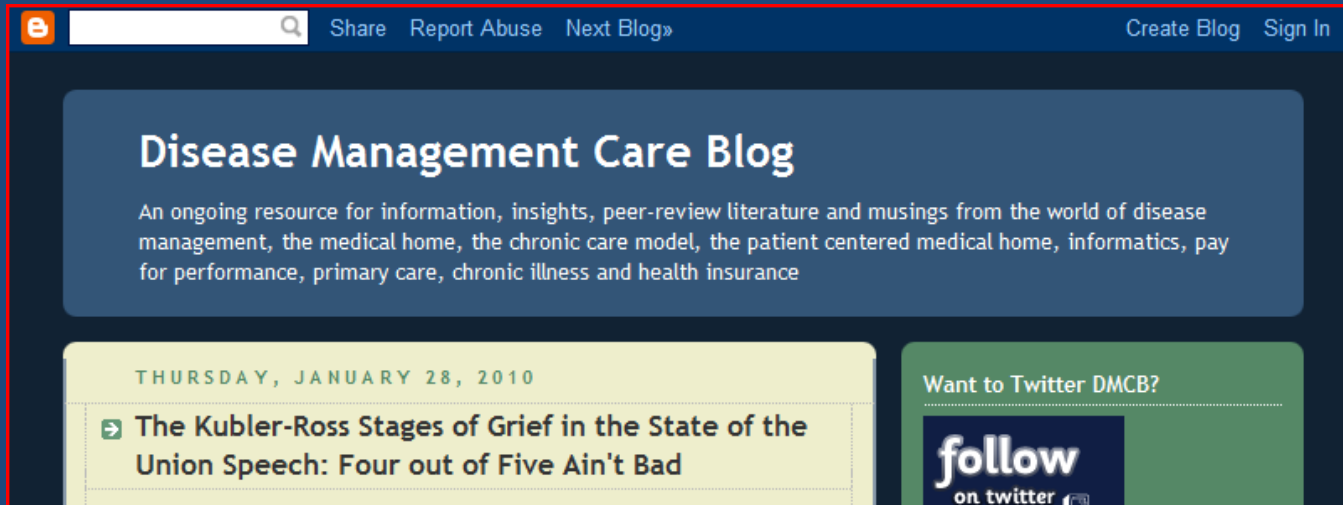 Share Report Abuse Next Blog» Create Blog Sign In
Disease Management Care Blog
An ongoing resource for information, insights, peer-review literature and musings from the world of disease
management, the medical home, the chronic care model, the patient centered medical home, informatics, pay
for performance, primary care, chronic illness and health insurance
THURSDAY, JANUARY 28, 2010
The Kubler-Ross Stages of Grief in the State of the
Union Speech: Four out of Five Ain't Bad
Want to Twitter DMCB?
follow
on twitter